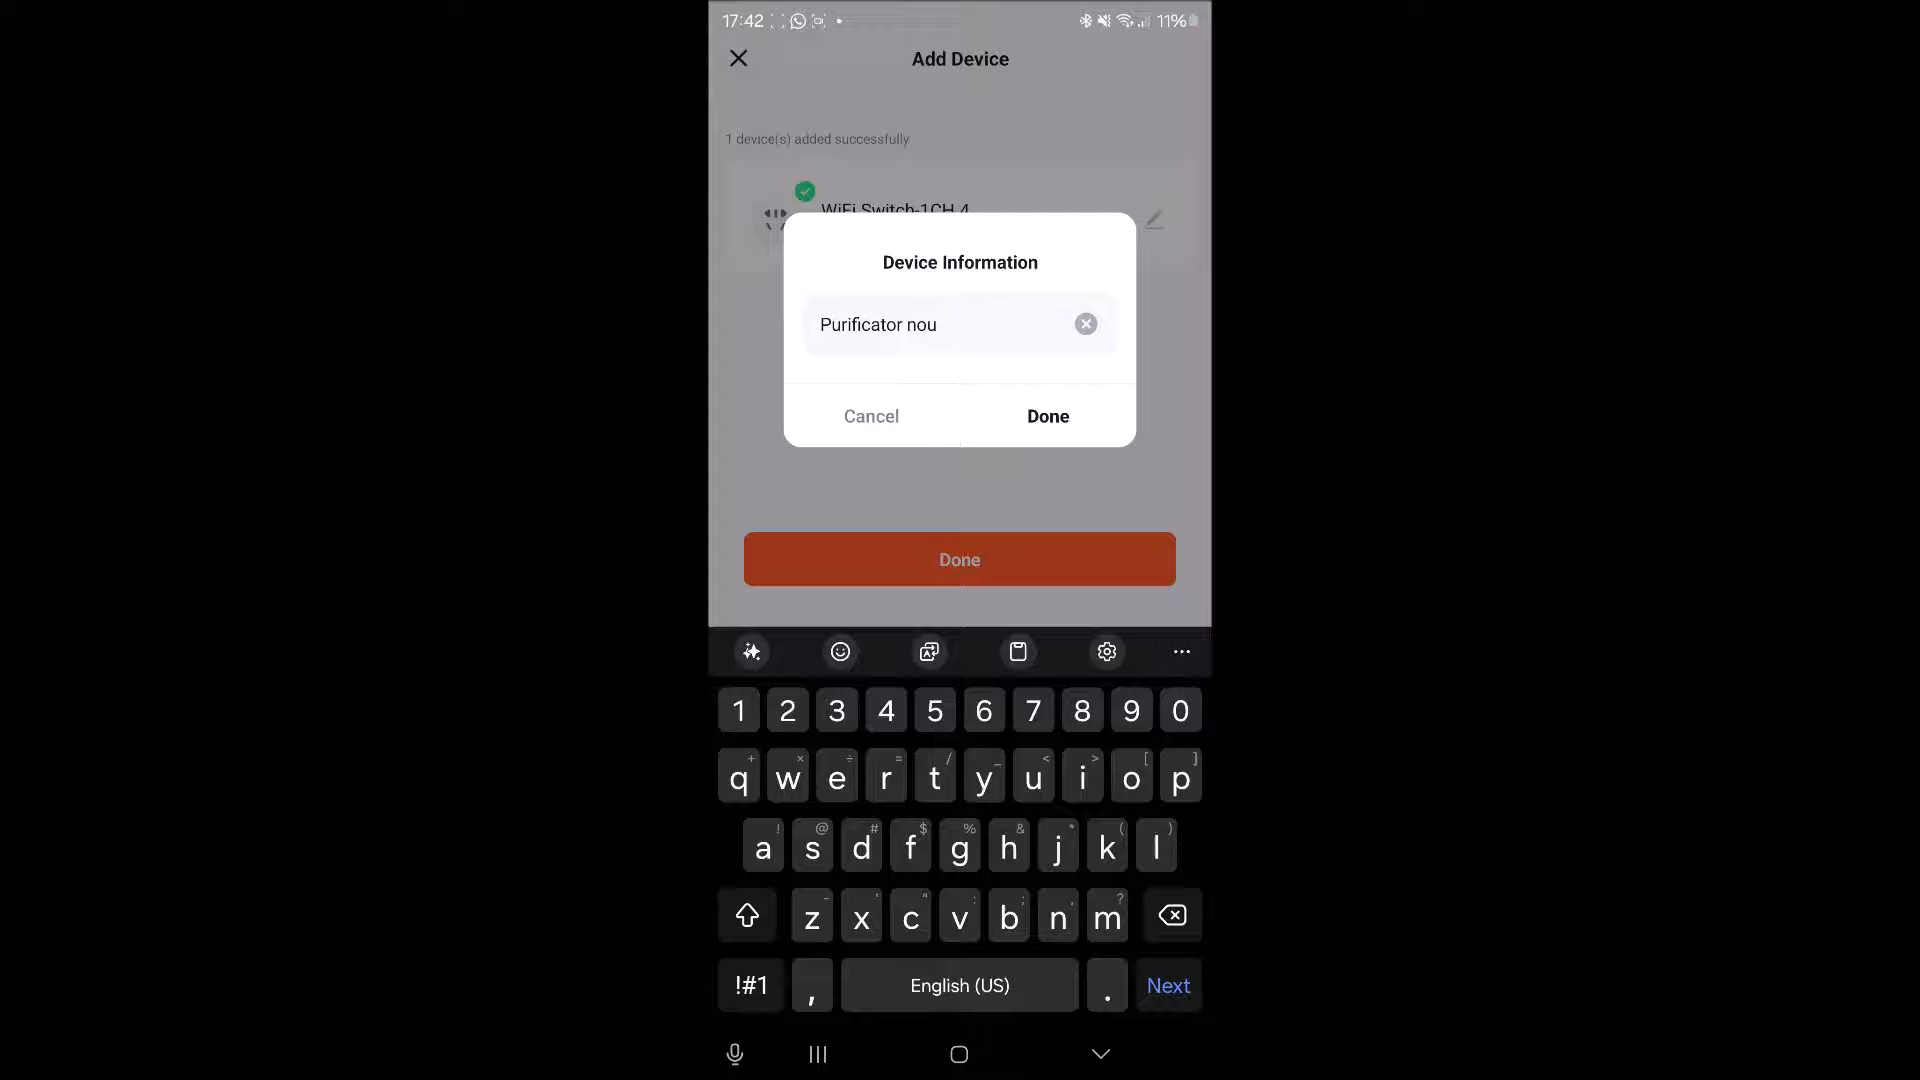 17:42 11%
Add Device
1 device(s) added successfully
WiFi Switch-1CH 4
Device Information
Purificator nou
Cancel Done
Done
1 2 3 4 5 6 7 8 9 0
+ × ÷ = / _ < > [ ]
q w e r t y u i o p
! @ # $ % & * ( )
a s d f g h j k l
- ' " : ; , ?
z x c v b n m
!#1 , English (US) . Next